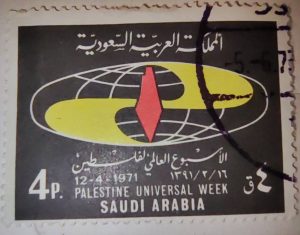 المملكة العربية السعودية
الأسبوع العالمي لفلسطين
12-4-1971 ١٣٩١/٢/١٦
4P. PALESTINE UNIVERSAL WEEK ٤ ق
SAUDI ARABIA